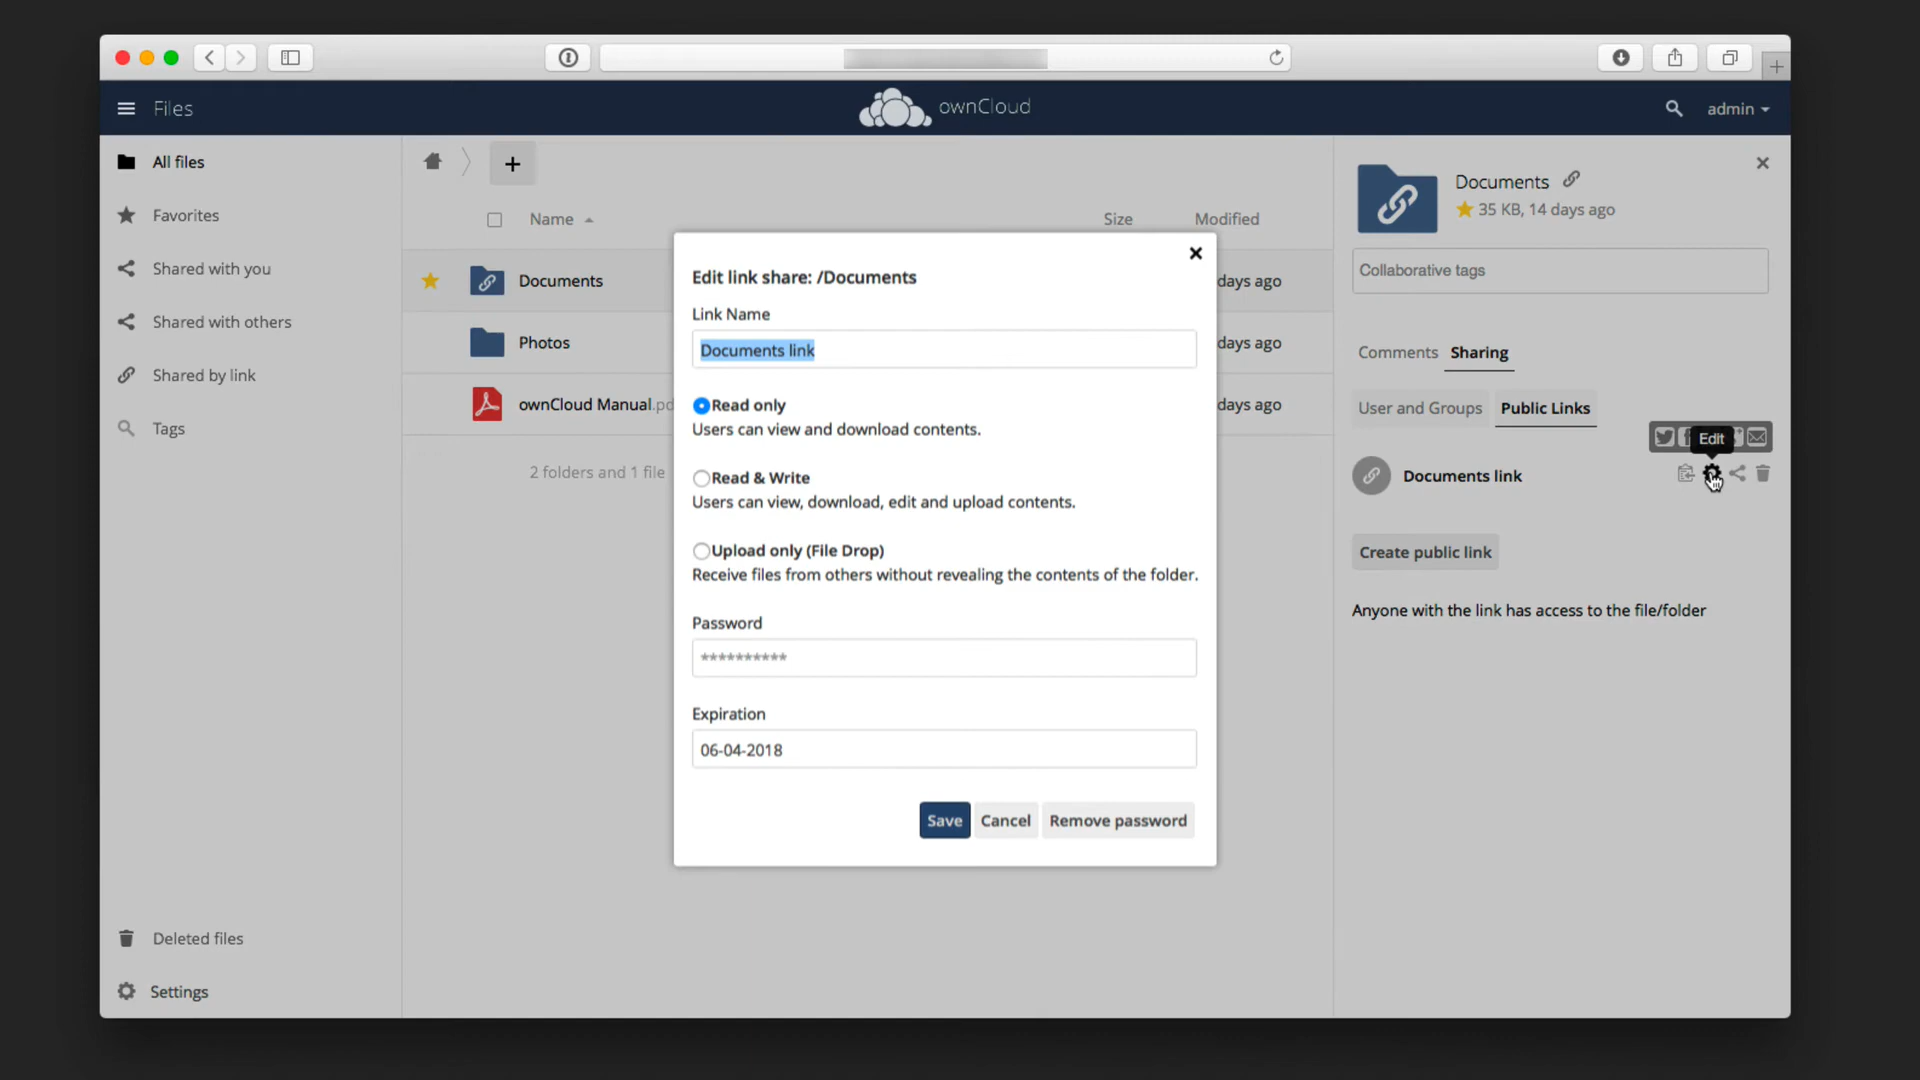 Files
ownCloud
admin
All files
Favorites
Shared with you
Shared with others
Shared by link
Tags
Deleted files
Settings
+
Name
Size
Modified
Documents
days ago
Photos
days ago
ownCloud Manual.pd
days ago
2 folders and 1 file
Edit link share: /Documents
Link Name
Documents link
Read only
Users can view and download contents.
Read & Write
Users can view, download, edit and upload contents.
Upload only (File Drop)
Receive files from others without revealing the contents of the folder.
Password
**********
Expiration
06-04-2018
Save Cancel Remove password
Documents
35 KB, 14 days ago
Collaborative tags
Comments Sharing
User and Groups Public Links
Edit
Documents link
Create public link
Anyone with the link has access to the file/folder